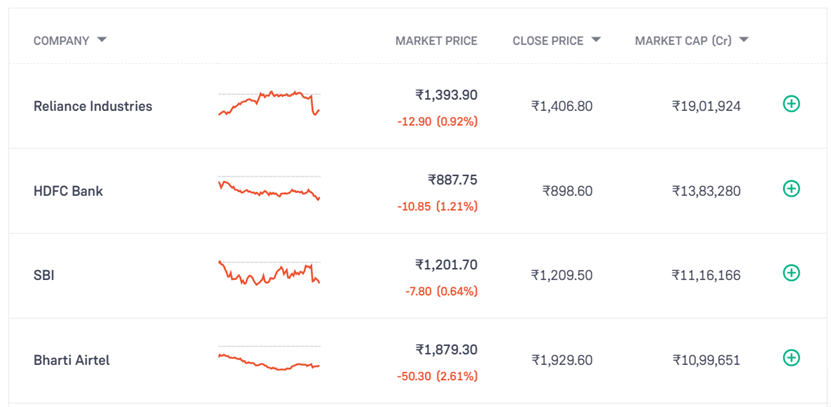 COMPANY MARKET PRICE CLOSE PRICE MARKET CAP (Cr)
Reliance Industries ₹1,393.90 ₹1,406.80 ₹19,01,924
-12.90 (0.92%)
HDFC Bank ₹887.75 ₹898.60 ₹13,83,280
-10.85 (1.21%)
SBI ₹1,201.70 ₹1,209.50 ₹11,16,166
-7.80 (0.64%)
Bharti Airtel ₹1,879.30 ₹1,929.60 ₹10,99,651
-50.30 (2.61%)